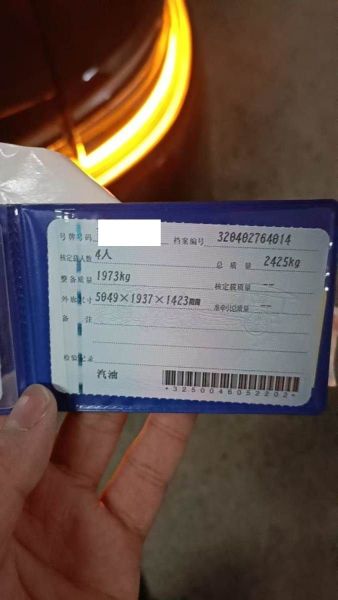 号牌号码 档案编号 320402764014
核定载人数 4人 总质量 2425kg
整备质量 1973kg 核定载质量 --
外廓尺寸 5049×1937×1423mm 准牵引总质量 --
备注
检验记录
汽油
*3250046052202*